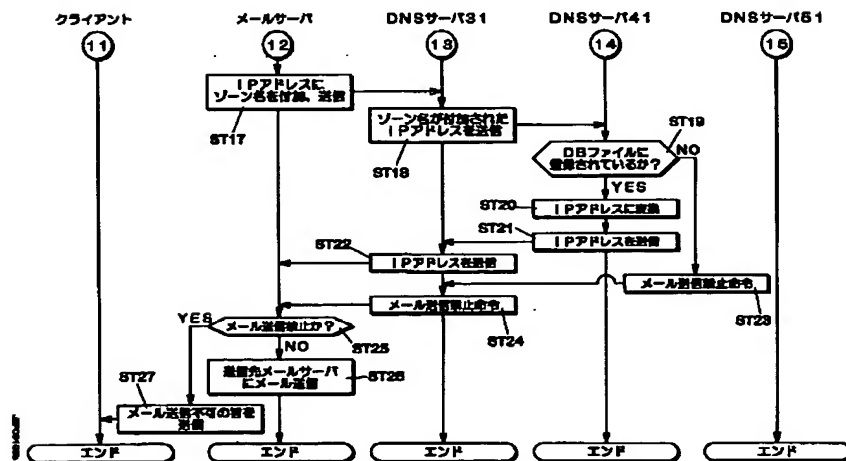 クライアント
メールサーバ
DNSサーバ31
DNSサーバ41
DNSサーバ51
11
12
13
14
15
IPアドレスに
ゾーン名を付加、送信
ST17
ゾーン名が付加された
IPアドレスを送信
ST18
DBファイルに
登録されているか?
ST19
NO
YES
ST20
IPアドレスに変換
ST21
IPアドレスを送信
ST22
IPアドレスを送信
メール送信禁止命令
ST23
メール送信禁止命令
ST24
YES
メール送信禁止か?
ST25
NO
送信先メールサーバ
にメール送信
ST26
ST27
メール送信不可の旨を
送信
エンド
エンド
エンド
エンド
エンド